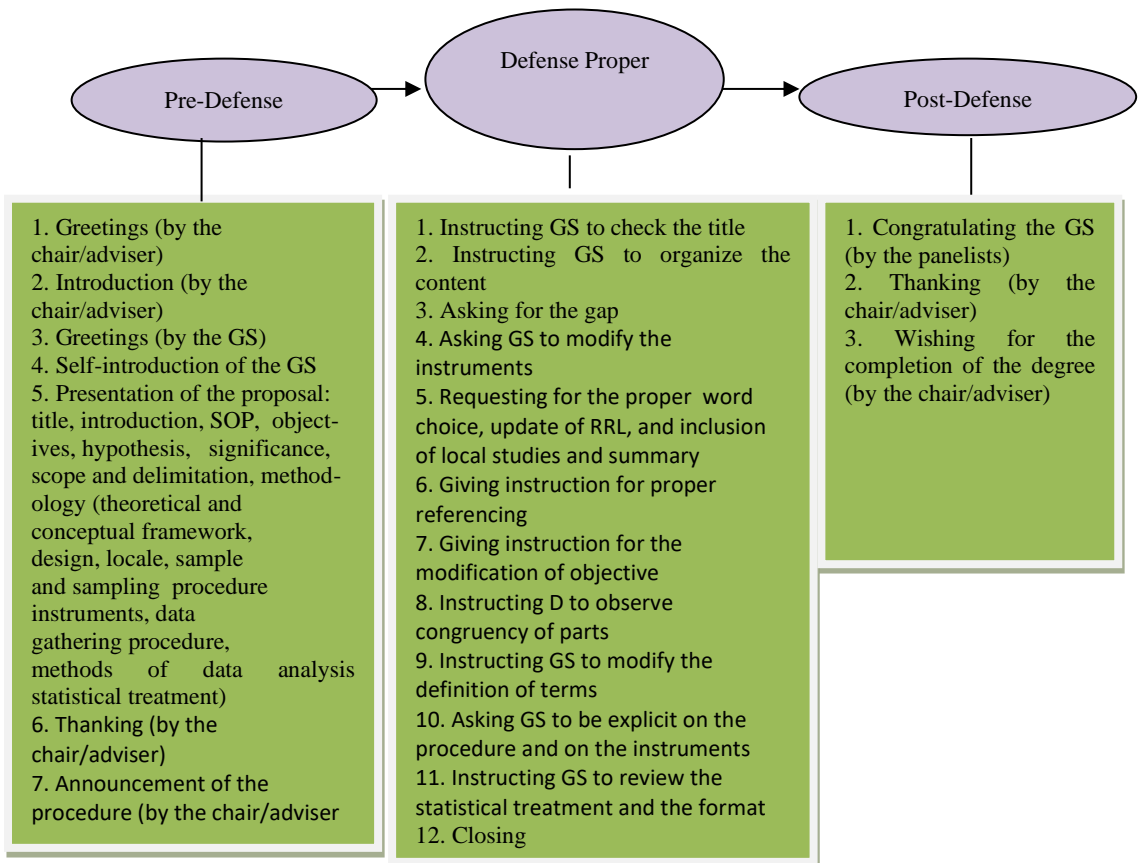 Pre-Defense
Defense Proper
Post-Defense
1. Greetings (by the
chair/adviser)
2. Introduction (by the
chair/adviser)
3. Greetings (by the GS)
4. Self-introduction of the GS
5. Presentation of the proposal:
title, introduction, SOP, object-
ives, hypothesis, significance,
scope and delimitation, method-
ology (theoretical and
conceptual framework,
design, locale, sample
and sampling procedure
instruments, data
gathering procedure,
methods of data analysis
statistical treatment)
6. Thanking (by the
chair/adviser)
7. Announcement of the
procedure (by the chair/adviser
1. Instructing GS to check the title
2. Instructing GS to organize the
content
3. Asking for the gap
4. Asking GS to modify the
instruments
5. Requesting for the proper word
choice, update of RRL, and inclusion
of local studies and summary
6. Giving instruction for proper
referencing
7. Giving instruction for the
modification of objective
8. Instructing D to observe
congruency of parts
9. Instructing GS to modify the
definition of terms
10. Asking GS to be explicit on the
procedure and on the instruments
11. Instructing GS to review the
statistical treatment and the format
12. Closing
1. Congratulating the GS
(by the panelists)
2. Thanking (by the
chair/adviser)
3. Wishing for the
completion of the degree
(by the chair/adviser)